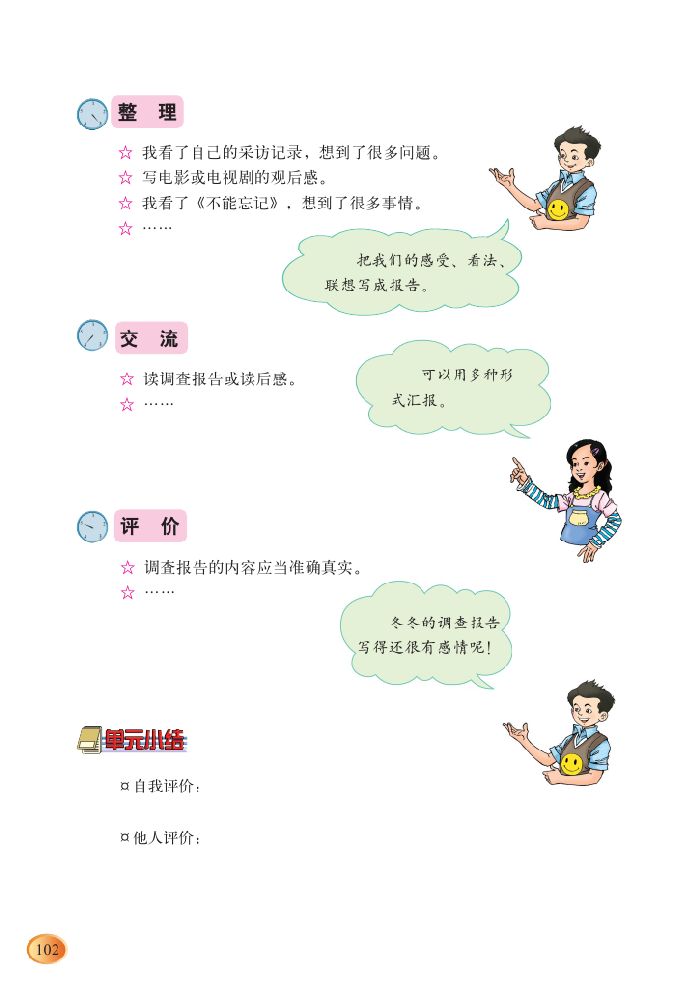 整 理
☆ 我看了自己的采访记录，想到了很多问题。
☆ 写电影或电视剧的观后感。
☆ 我看了《不能忘记》，想到了很多事情。
☆ ……
把我们的感受、看法、
联想写成报告。
交 流
☆ 读调查报告或读后感。
☆ ……
可以用多种形
式汇报。
评 价
☆ 调查报告的内容应当准确真实。
☆ ……
冬冬的调查报告
写得还很有感情呢！
单元小结
¤ 自我评价：
¤ 他人评价：
102